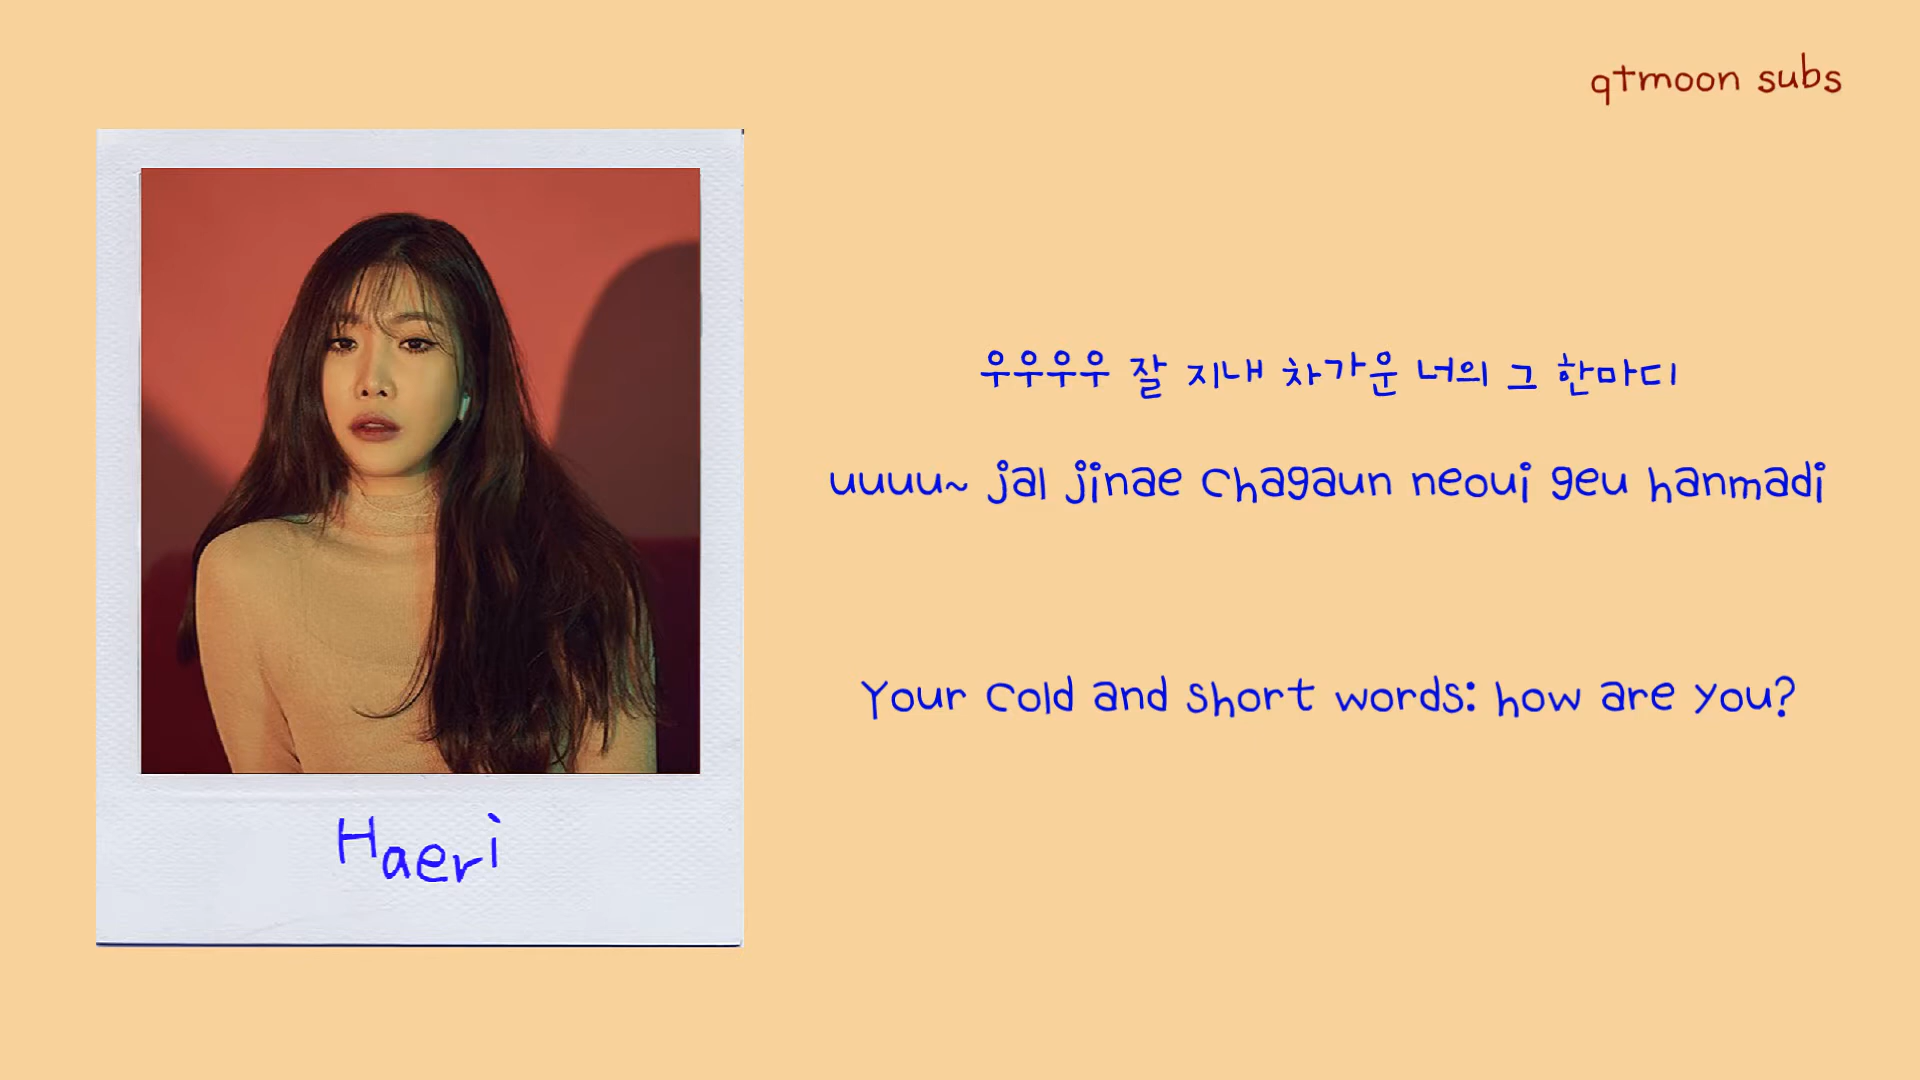 qtmoon subs
우우우우 잘 지내 차가운 너의 그 한마디
uuuu~ jal jinae chagaun neoui geu hanmadi
Your cold and short words: how are you?
Haeri